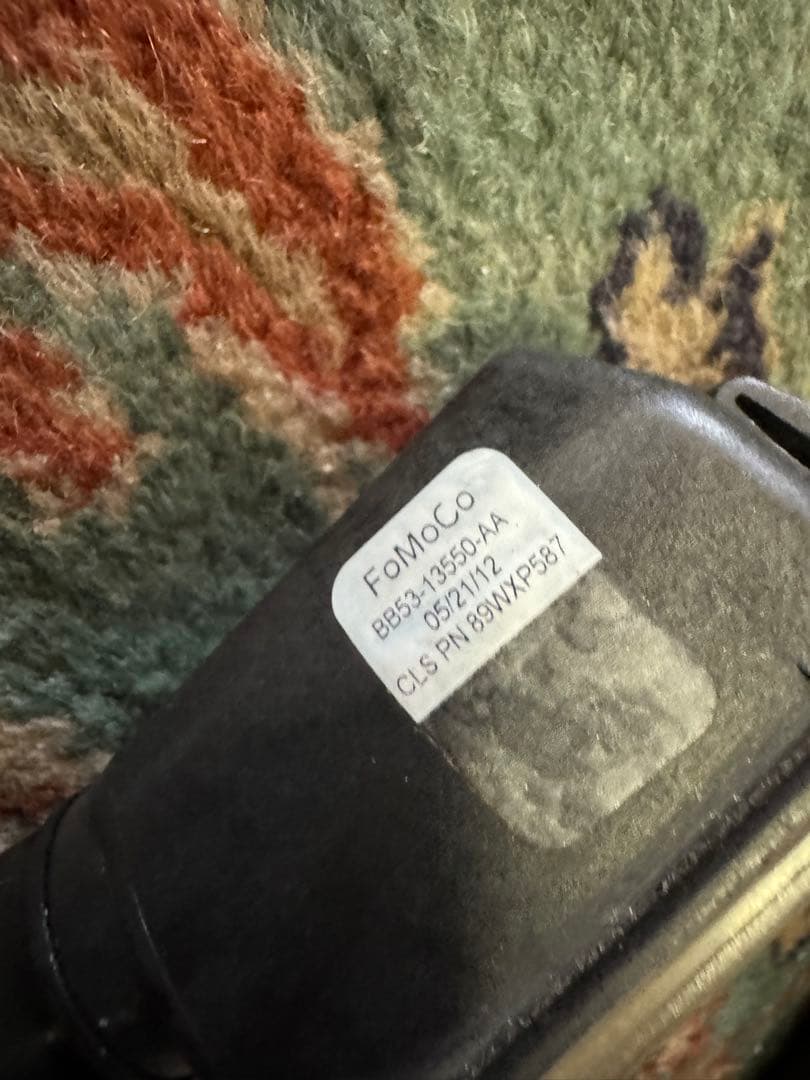 FoMoCo
BB53-13550-AA
05/21/12
CLS PN 89WXP587